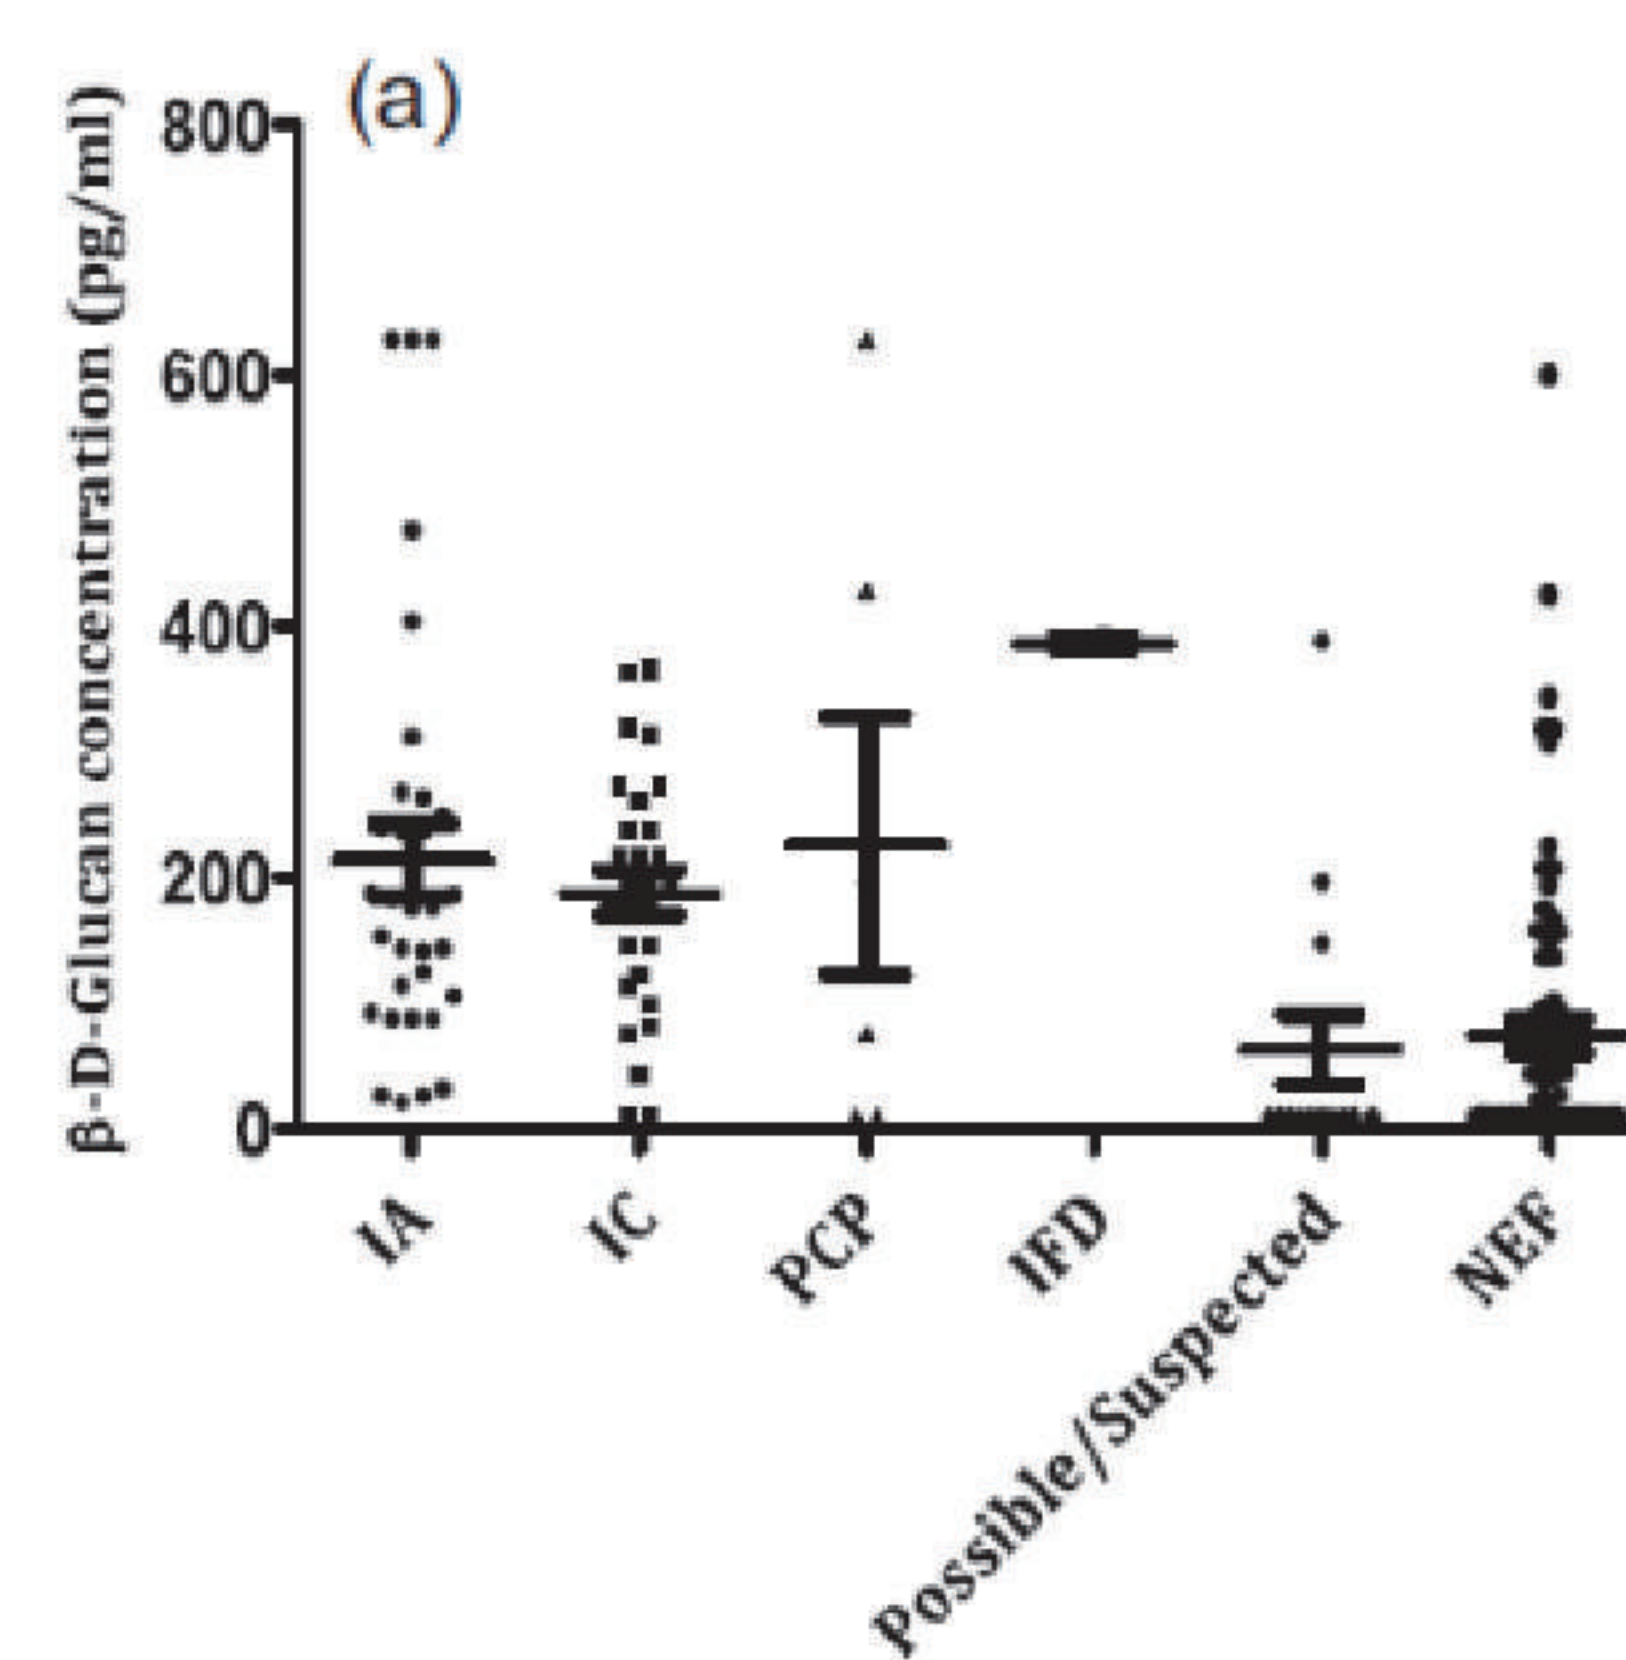 (a)
β-D-Glucan concentration (pg/ml)
800
600
400
200
0
IA
IC
PCP
IFD
Possible/Suspected
NEF